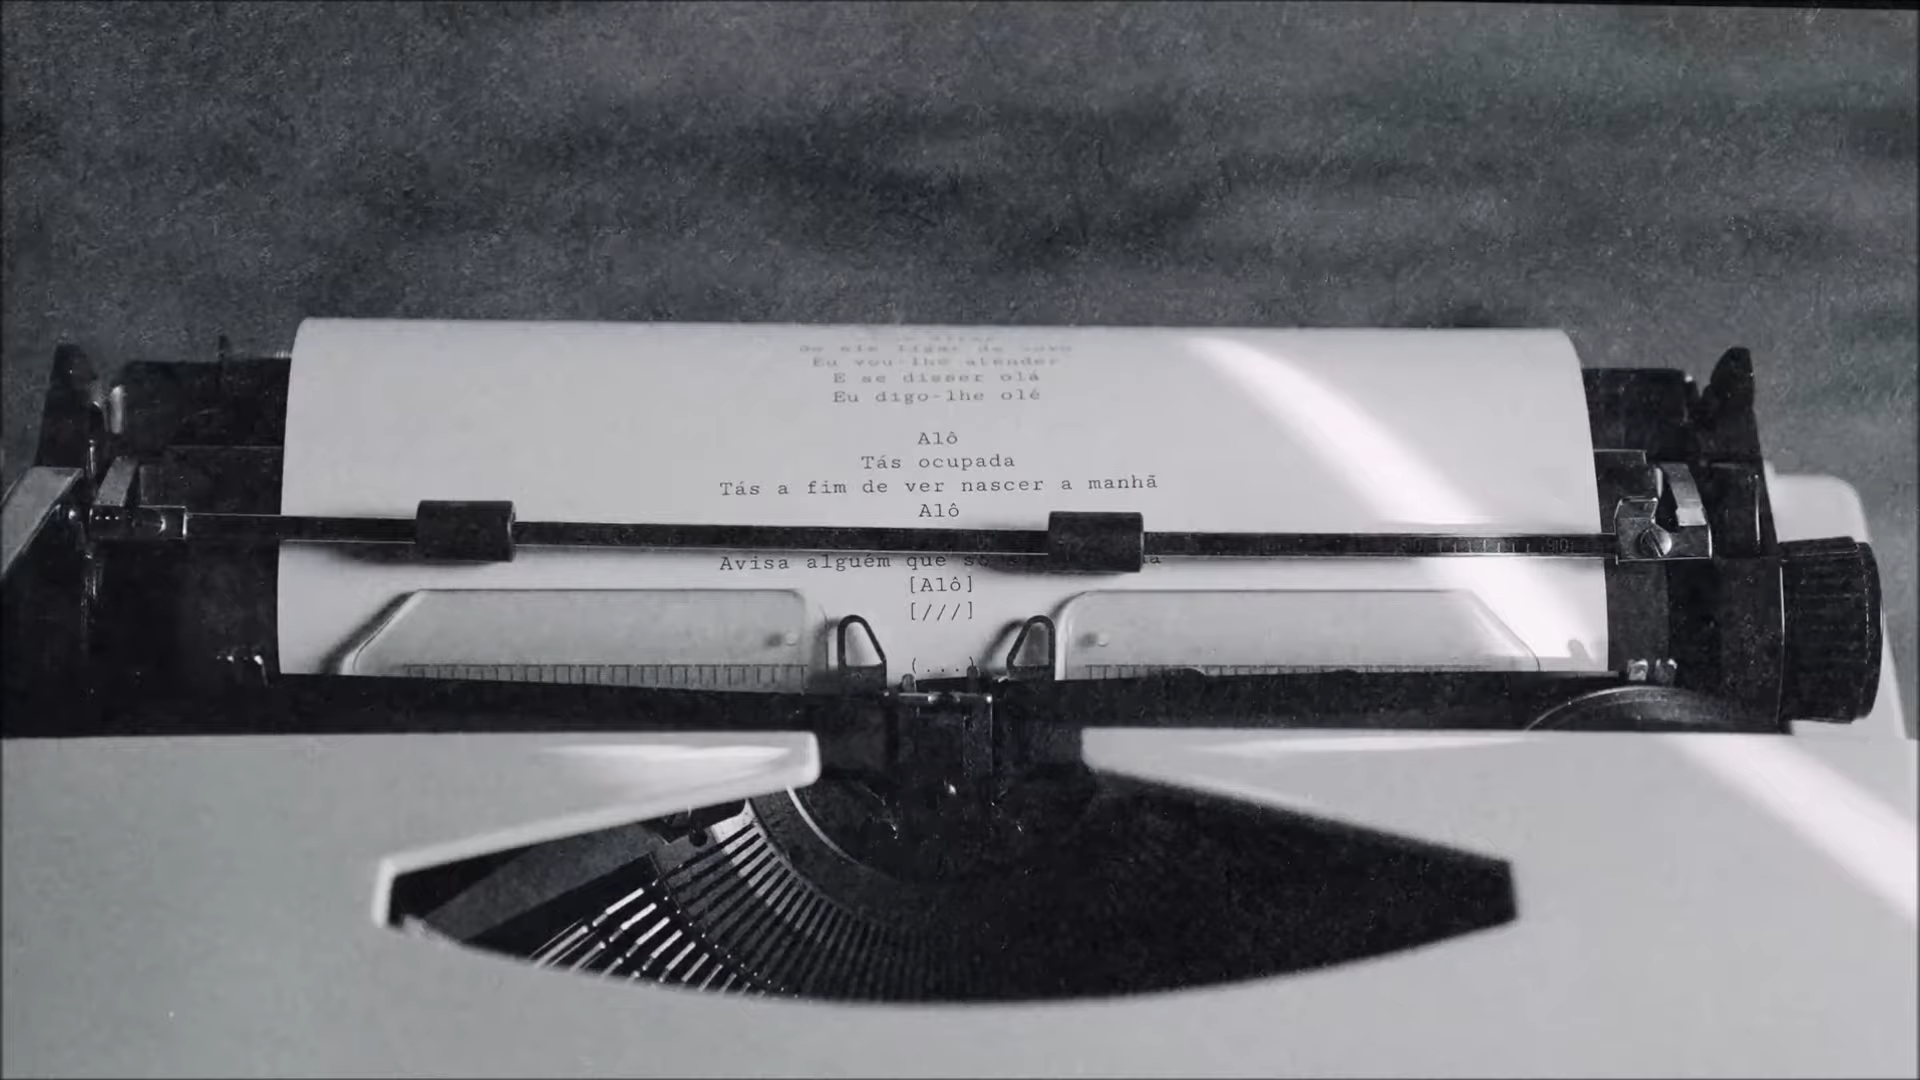 Eu vou-lhe atender
E se disser olá
Eu digo-lhe olé
Alô
Tás ocupada
Tás a fim de ver nascer a manhã
Alô
Avisa alguém que
[Alô]
[///]
(...)
90